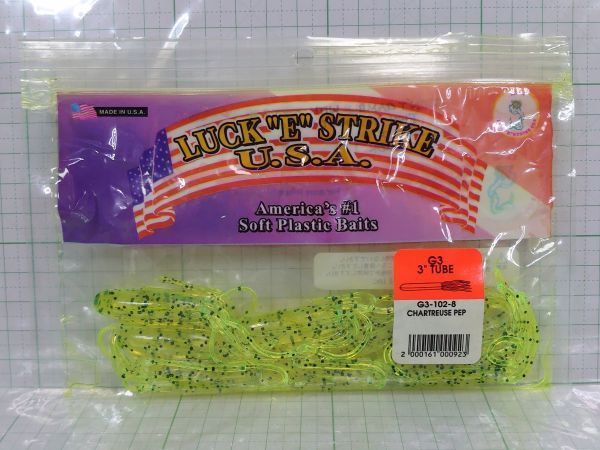 MADE IN U.S.A.
LUCK "E" STRIKE
U.S.A.
America's #1
Soft Plastic Baits
G3
3" TUBE
G3-102-8
CHARTREUSE PEP
2 000161 000923